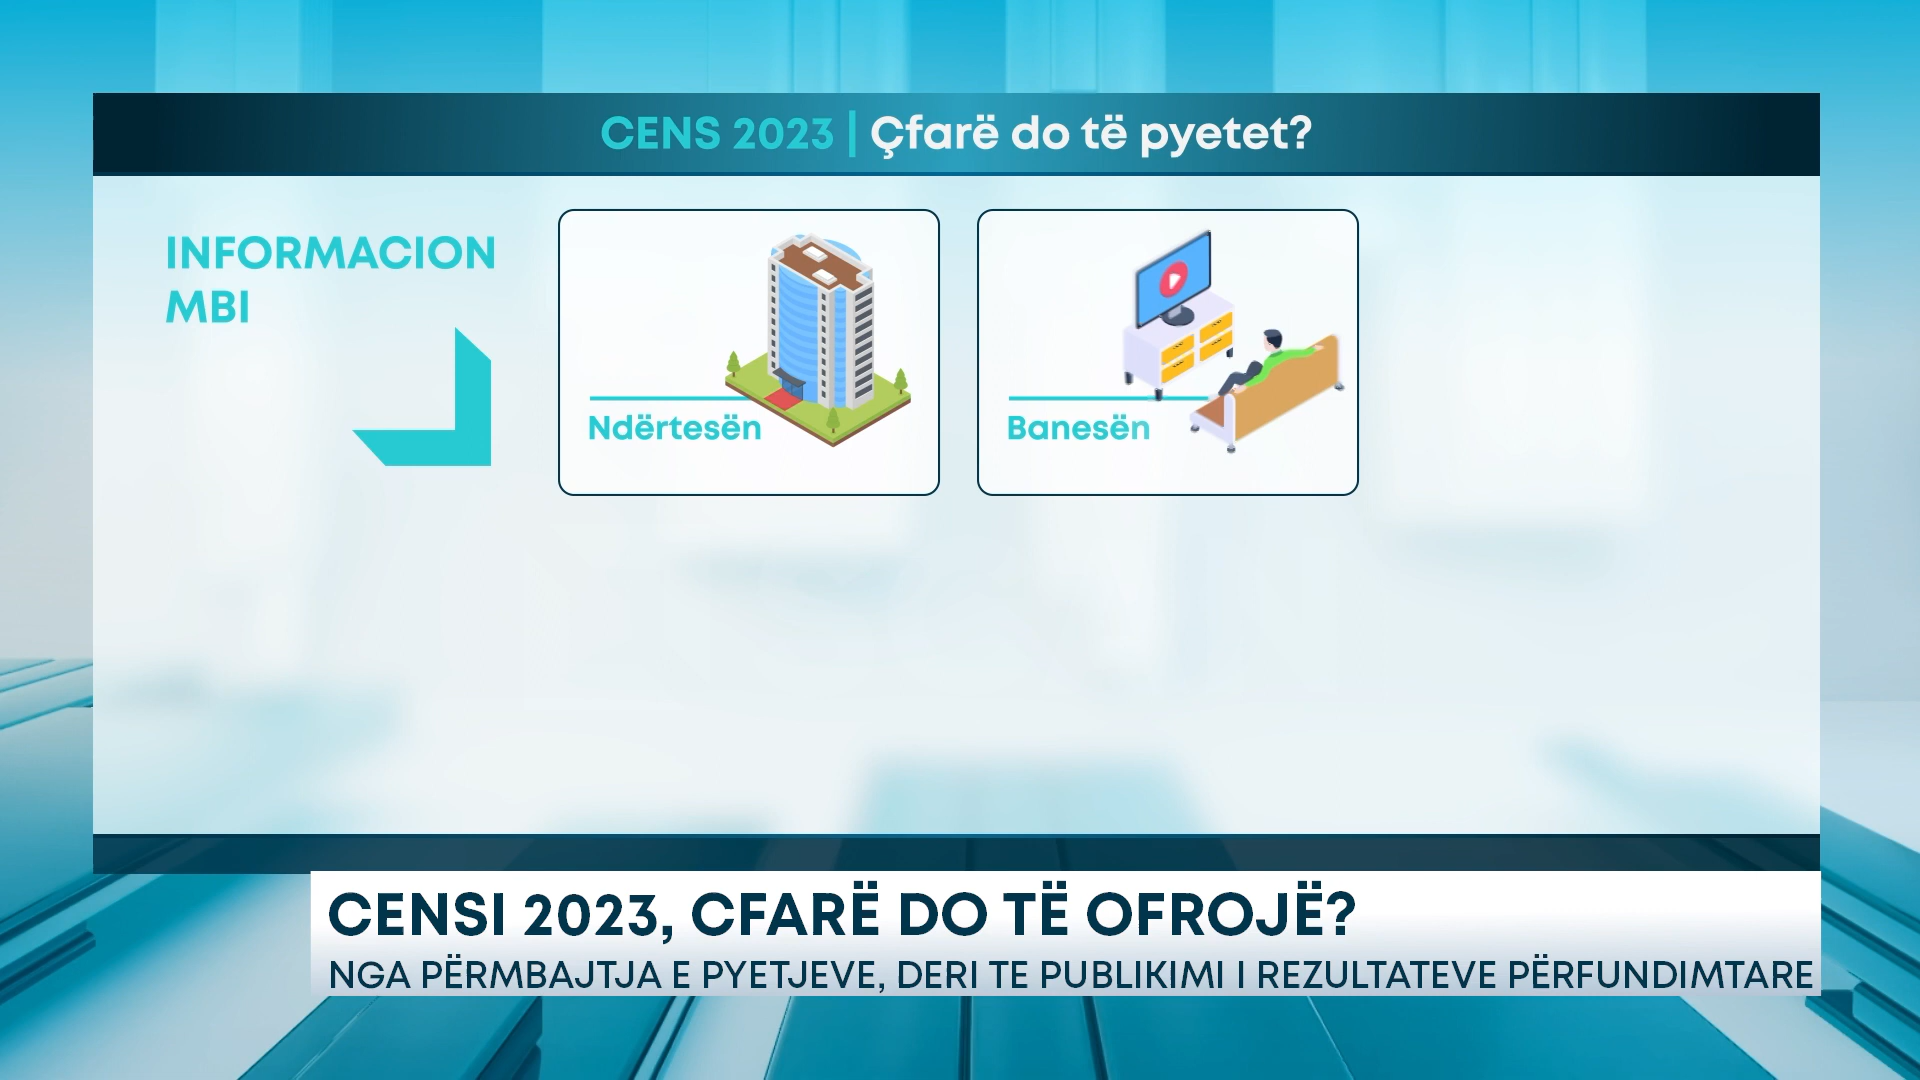 CENS 2023 | Çfarë do të pyetet?
INFORMACION
MBI
Ndërtesën
Banesën
CENSI 2023, CFARË DO TË OFROJË?
NGA PËRMBAJTJA E PYETJEVE, DERI TE PUBLIKIMI I REZULTATEVE PËRFUNDIMTARE